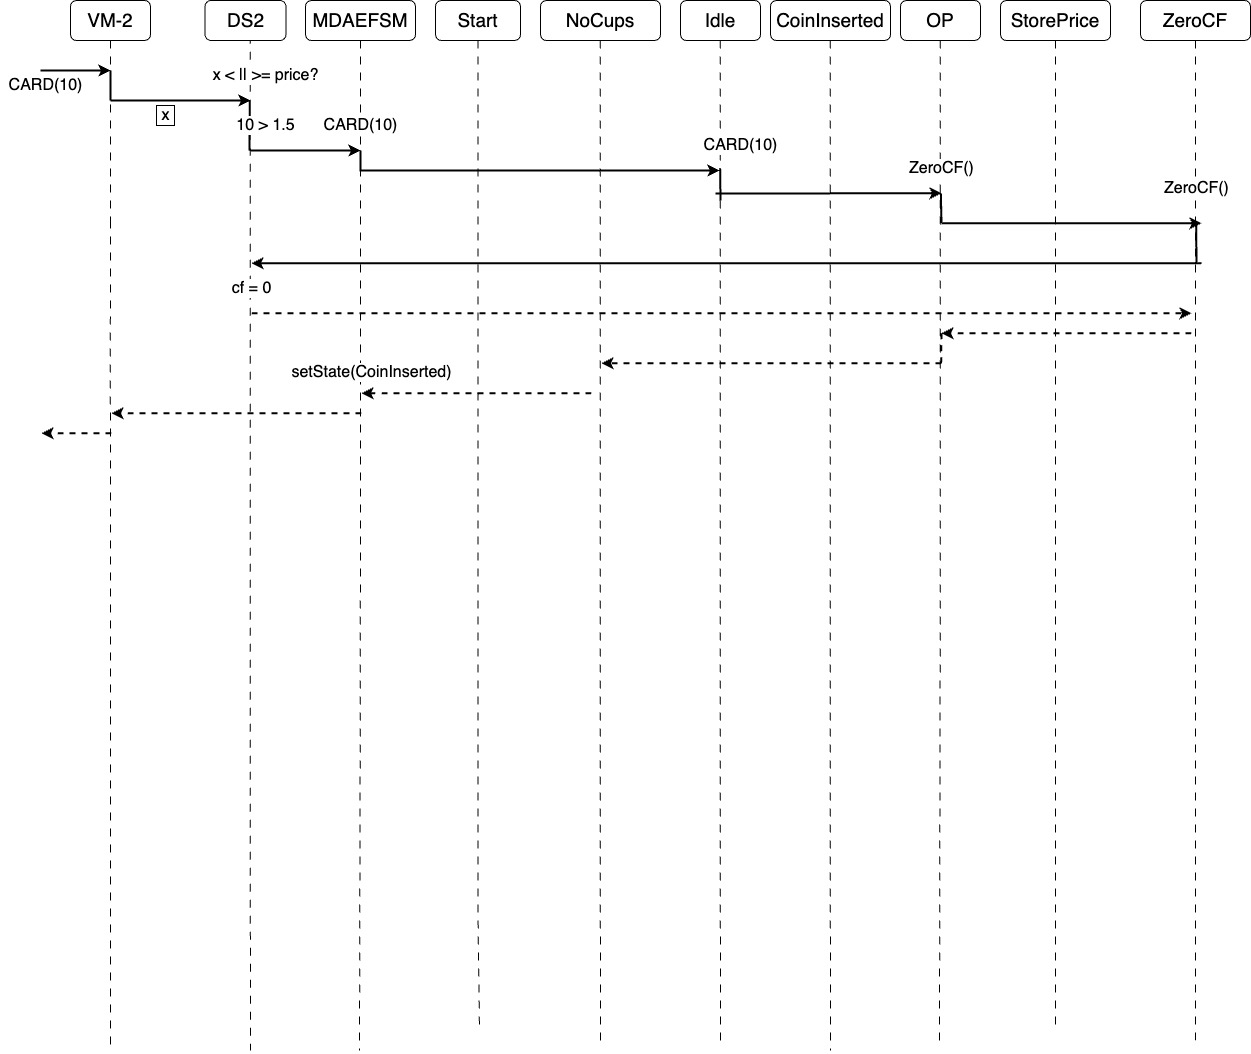 VM-2
DS2
MDAEFSM
Start
NoCups
Idle
CoinInserted
OP
StorePrice
ZeroCF
CARD(10)
x < ll >= price?
x
10 > 1.5
CARD(10)
CARD(10)
ZeroCF()
ZeroCF()
cf = 0
setState(CoinInserted)